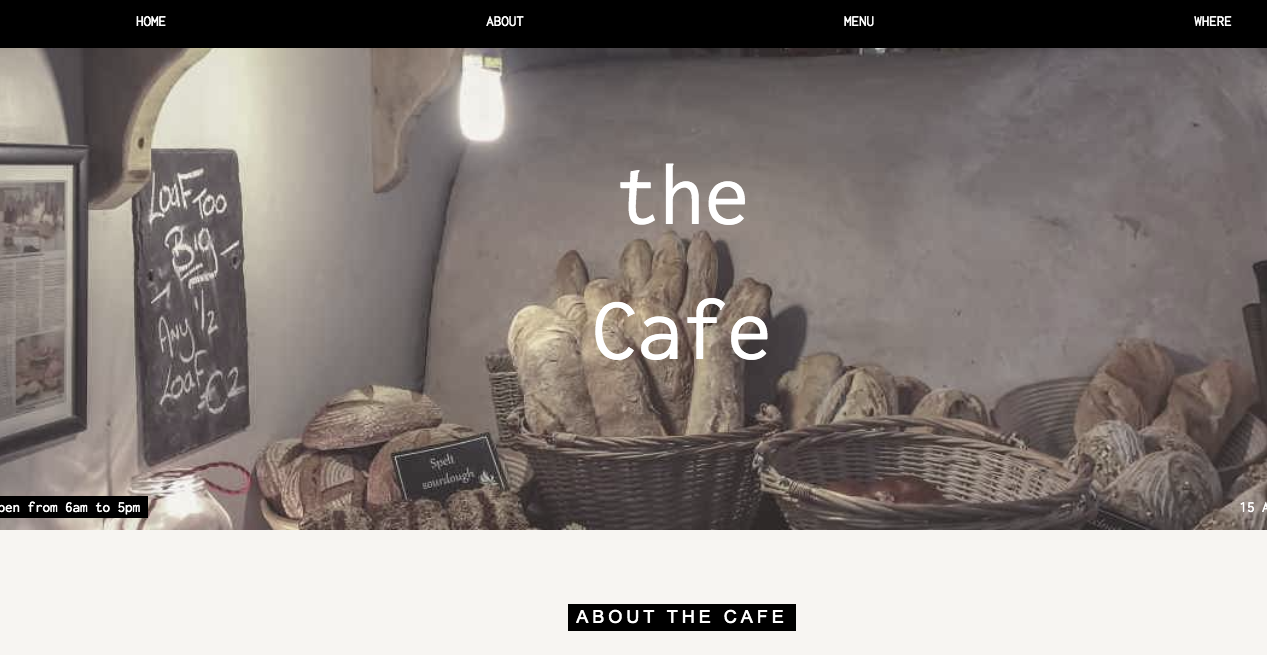 HOME ABOUT MENU WHERE
the
Cafe
LOAF TOO
BIG
ANY 1/2
LOAF €2
Spelt
sourdough
pen from 6am to 5pm
15 A
ABOUT THE CAFE